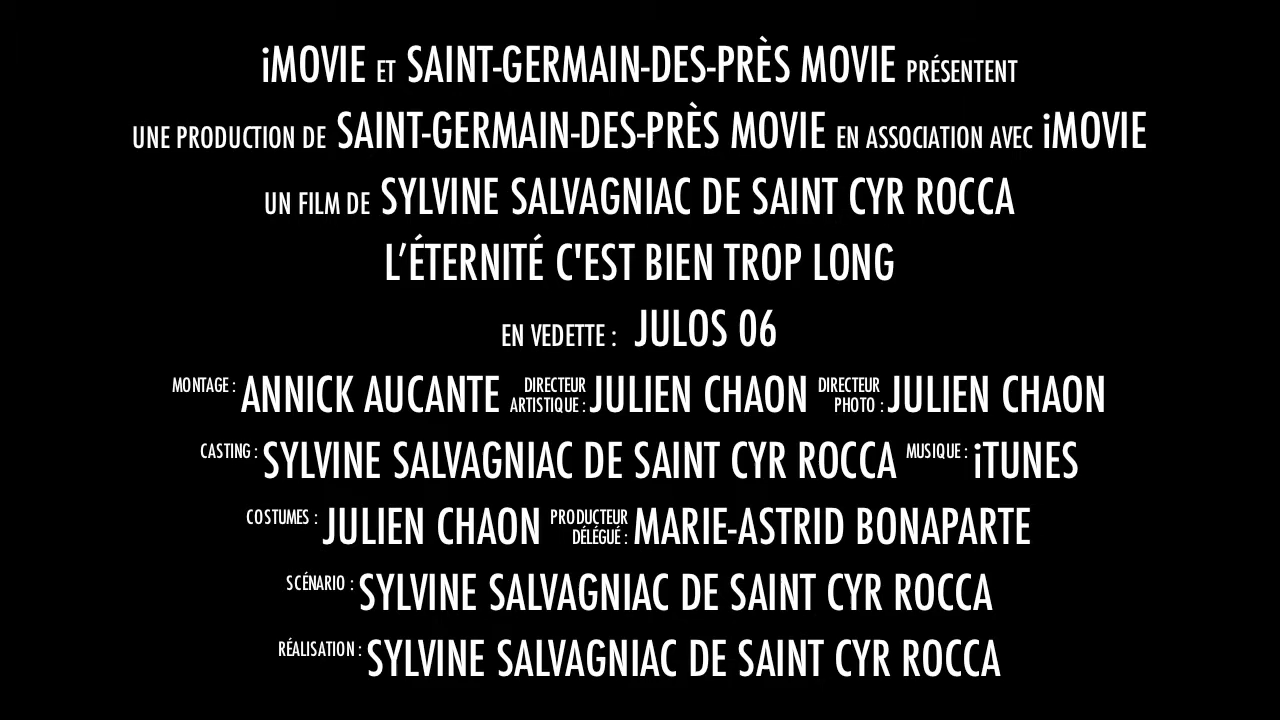 iMOVIE ET SAINT-GERMAIN-DES-PRÈS MOVIE PRÉSENTENT
UNE PRODUCTION DE SAINT-GERMAIN-DES-PRÈS MOVIE EN ASSOCIATION AVEC iMOVIE
UN FILM DE SYLVINE SALVAGNIAC DE SAINT CYR ROCCA
L’ÉTERNITÉ C'EST BIEN TROP LONG
EN VEDETTE : JULOS 06
MONTAGE : ANNICK AUCANTE DIRECTEUR ARTISTIQUE : JULIEN CHAON DIRECTEUR PHOTO : JULIEN CHAON
CASTING : SYLVINE SALVAGNIAC DE SAINT CYR ROCCA MUSIQUE : iTUNES
COSTUMES : JULIEN CHAON PRODUCTEUR DÉLÉGUÉ : MARIE-ASTRID BONAPARTE
SCÉNARIO : SYLVINE SALVAGNIAC DE SAINT CYR ROCCA
RÉALISATION : SYLVINE SALVAGNIAC DE SAINT CYR ROCCA